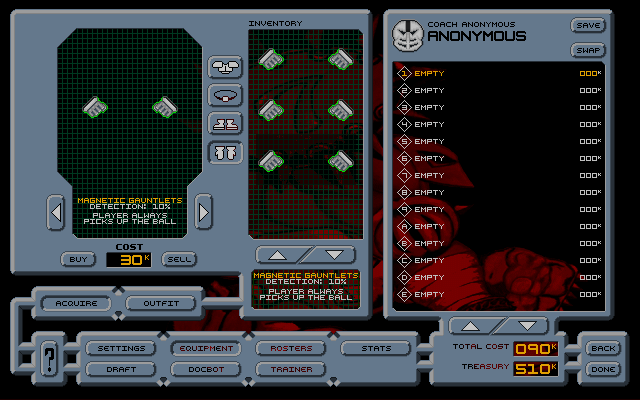 INVENTORY
MAGNETIC GAUNTLETS
DETECTION: 10%
PLAYER ALWAYS
PICKS UP THE BALL
COST
BUY 30K SELL
MAGNETIC GAUNTLETS
DETECTION: 10%
PLAYER ALWAYS
PICKS UP THE BALL
COACH ANONYMOUS
ANONYMOUS
SAVE
SWAP
1 EMPTY 000K
2 EMPTY 000K
3 EMPTY 000K
4 EMPTY 000K
5 EMPTY 000K
6 EMPTY 000K
7 EMPTY 000K
8 EMPTY 000K
9 EMPTY 000K
A EMPTY 000K
B EMPTY 000K
C EMPTY 000K
D EMPTY 000K
E EMPTY 000K
ACQUIRE OUTFIT
? SETTINGS EQUIPMENT ROSTERS STATS
DRAFT DOCBOT TRAINER
TOTAL COST 090K BACK
TREASURY 510K DONE